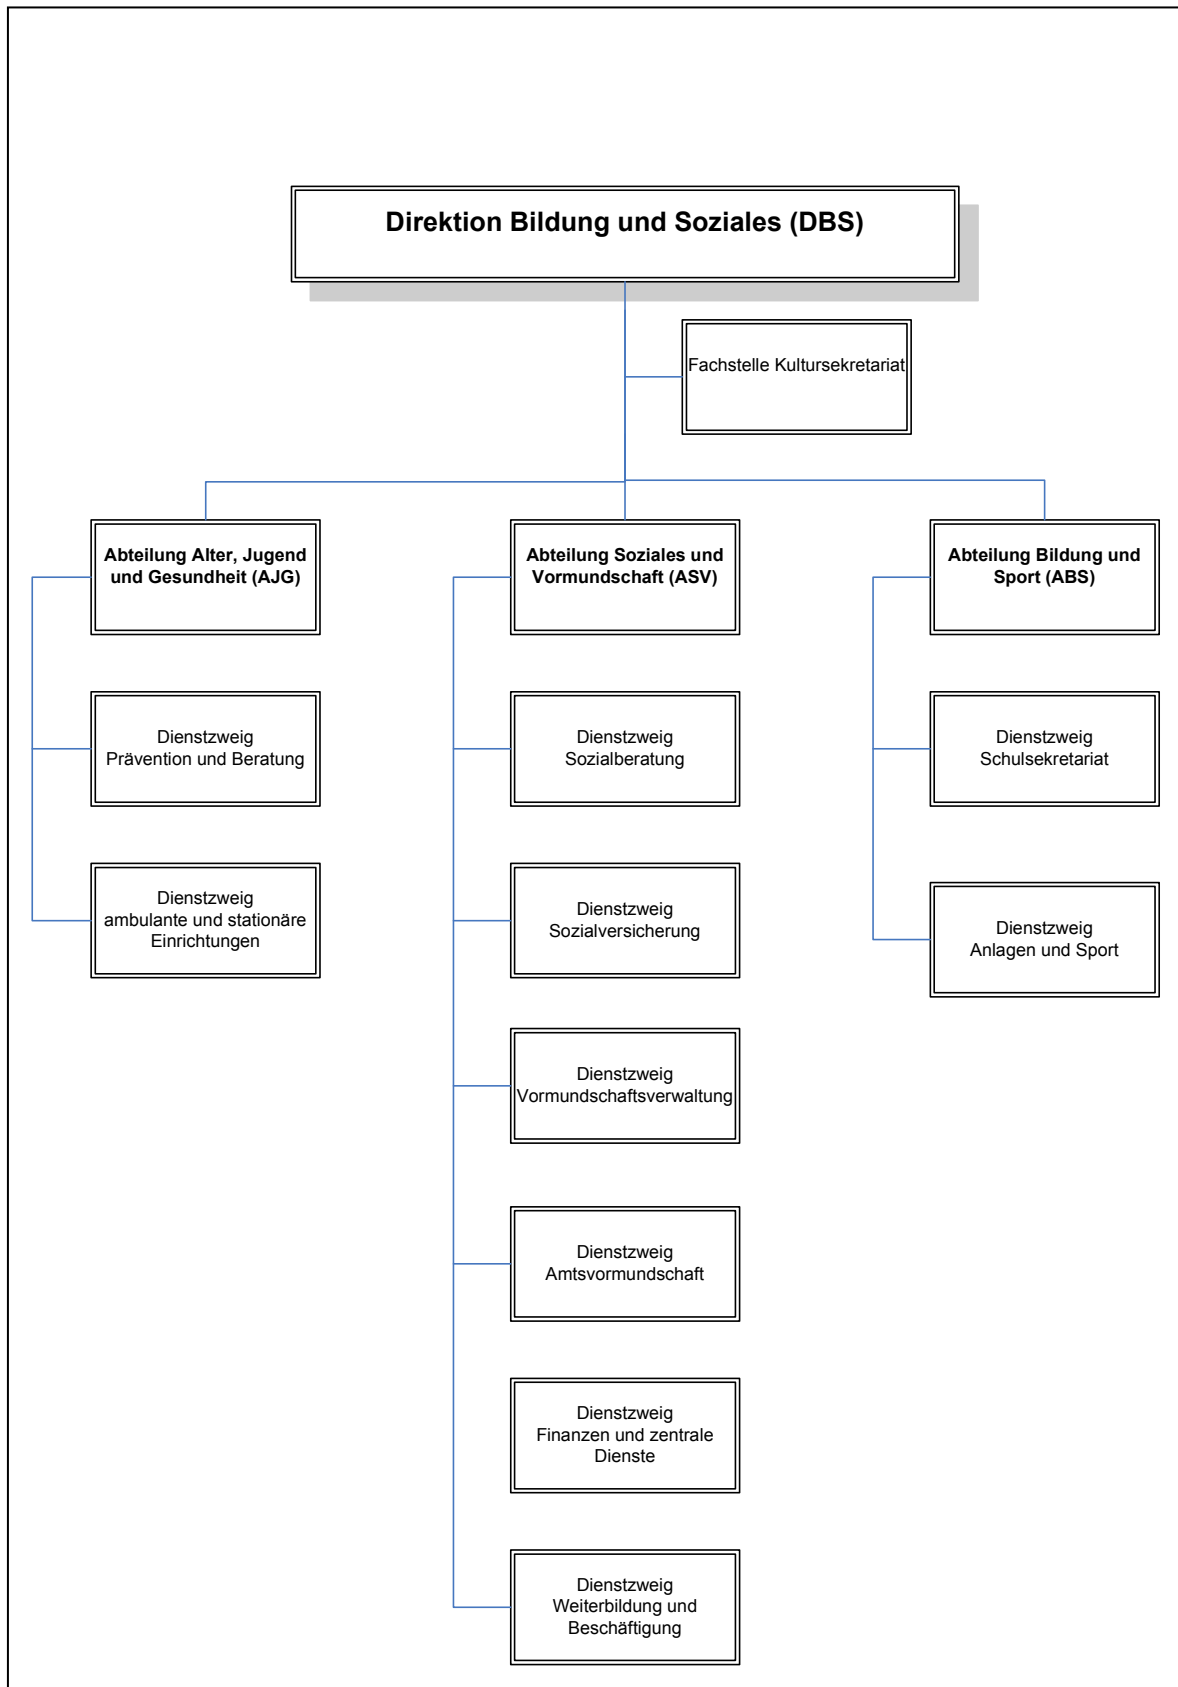 Direktion Bildung und Soziales (DBS)
Fachstelle Kultursekretariat
Abteilung Alter, Jugend
und Gesundheit (AJG)
Dienstzweig
Prävention und Beratung
Dienstzweig
ambulante und stationäre
Einrichtungen
Abteilung Soziales und
Vormundschaft (ASV)
Dienstzweig
Sozialberatung
Dienstzweig
Sozialversicherung
Dienstzweig
Vormundschaftsverwaltung
Dienstzweig
Amtsvormundschaft
Dienstzweig
Finanzen und zentrale
Dienste
Dienstzweig
Weiterbildung und
Beschäftigung
Abteilung Bildung und
Sport (ABS)
Dienstzweig
Schulsekretariat
Dienstzweig
Anlagen und Sport